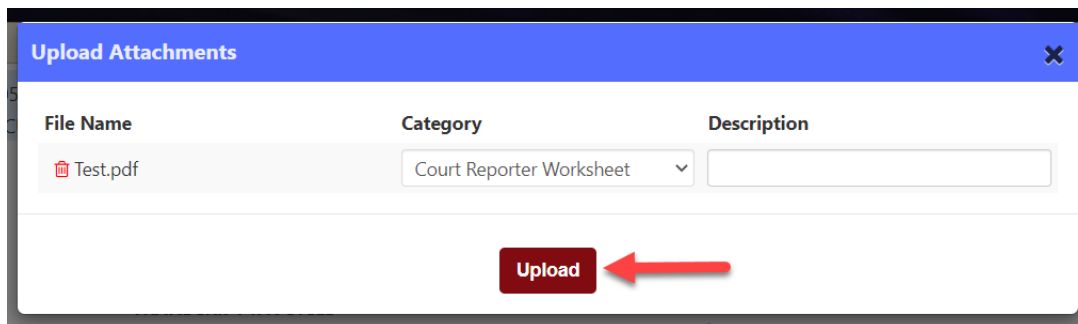 Upload Attachments
File Name Category Description
Test.pdf Court Reporter Worksheet
Upload